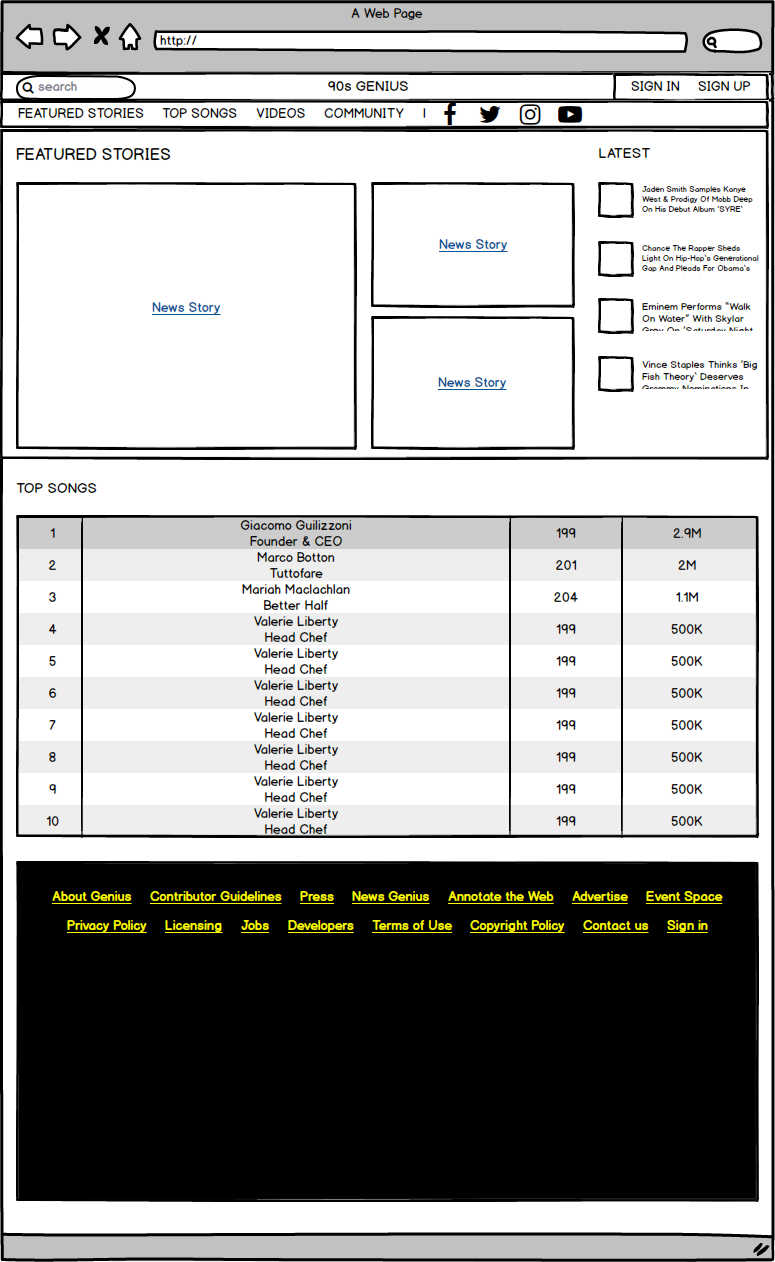 A Web Page
http://
search
90s GENIUS
SIGN IN SIGN UP
FEATURED STORIES TOP SONGS VIDEOS COMMUNITY |
FEATURED STORIES
News Story
News Story
News Story
LATEST
Jaden Smith Samples Kanye
West & Prodigy Of Mobb Deep
On His Debut Album 'SYRE'
Chance The Rapper Sheds
Light On Hip-Hop's Generational
Gap And Pleads For Obama's
Eminem Performs "Walk
On Water" With Skylar
Grey On 'Saturday Night
Vince Staples Thinks 'Big
Fish Theory' Deserves
Grammy Nominations In
TOP SONGS
1 Giacomo Guilizzoni 199 2.9M
Founder & CEO
2 Marco Botton 201 2M
Tuttofare
3 Mariah Maclachlan 204 1.1M
Better Half
4 Valerie Liberty 199 500K
Head Chef
5 Valerie Liberty 199 500K
Head Chef
6 Valerie Liberty 199 500K
Head Chef
7 Valerie Liberty 199 500K
Head Chef
8 Valerie Liberty 199 500K
Head Chef
9 Valerie Liberty 199 500K
Head Chef
10 Valerie Liberty 199 500K
Head Chef
About Genius Contributor Guidelines Press News Genius Annotate the Web Advertise Event Space
Privacy Policy Licensing Jobs Developers Terms of Use Copyright Policy Contact us Sign in